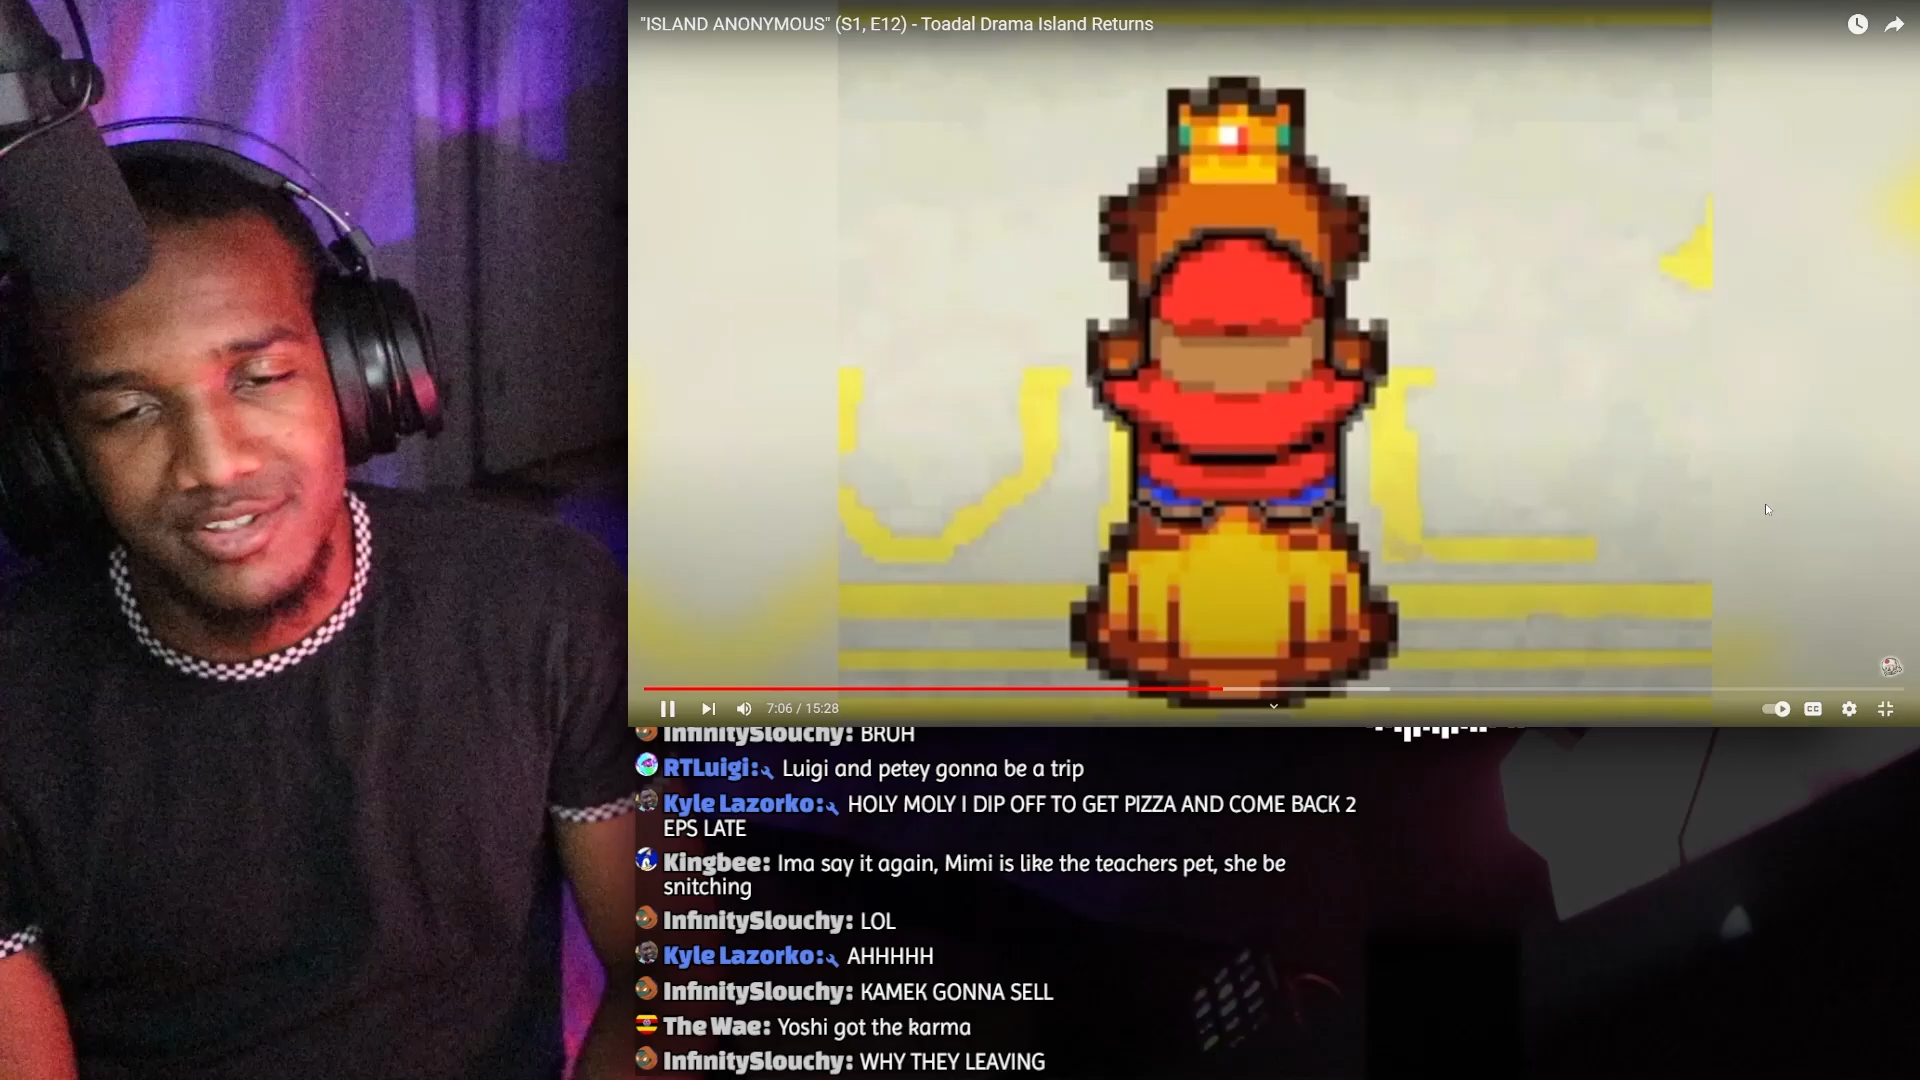 "ISLAND ANONYMOUS" (S1, E12) - Toadal Drama Island Returns
7:06 / 15:28
CC
InfinitySlouchy: BRUH
RTLuigi: Luigi and petey gonna be a trip
Kyle Lazorko: HOLY MOLY I DIP OFF TO GET PIZZA AND COME BACK 2
EPS LATE
Kingbee: Ima say it again, Mimi is like the teachers pet, she be
snitching
InfinitySlouchy: LOL
Kyle Lazorko: AHHHHH
InfinitySlouchy: KAMEK GONNA SELL
The Wae: Yoshi got the karma
InfinitySlouchy: WHY THEY LEAVING